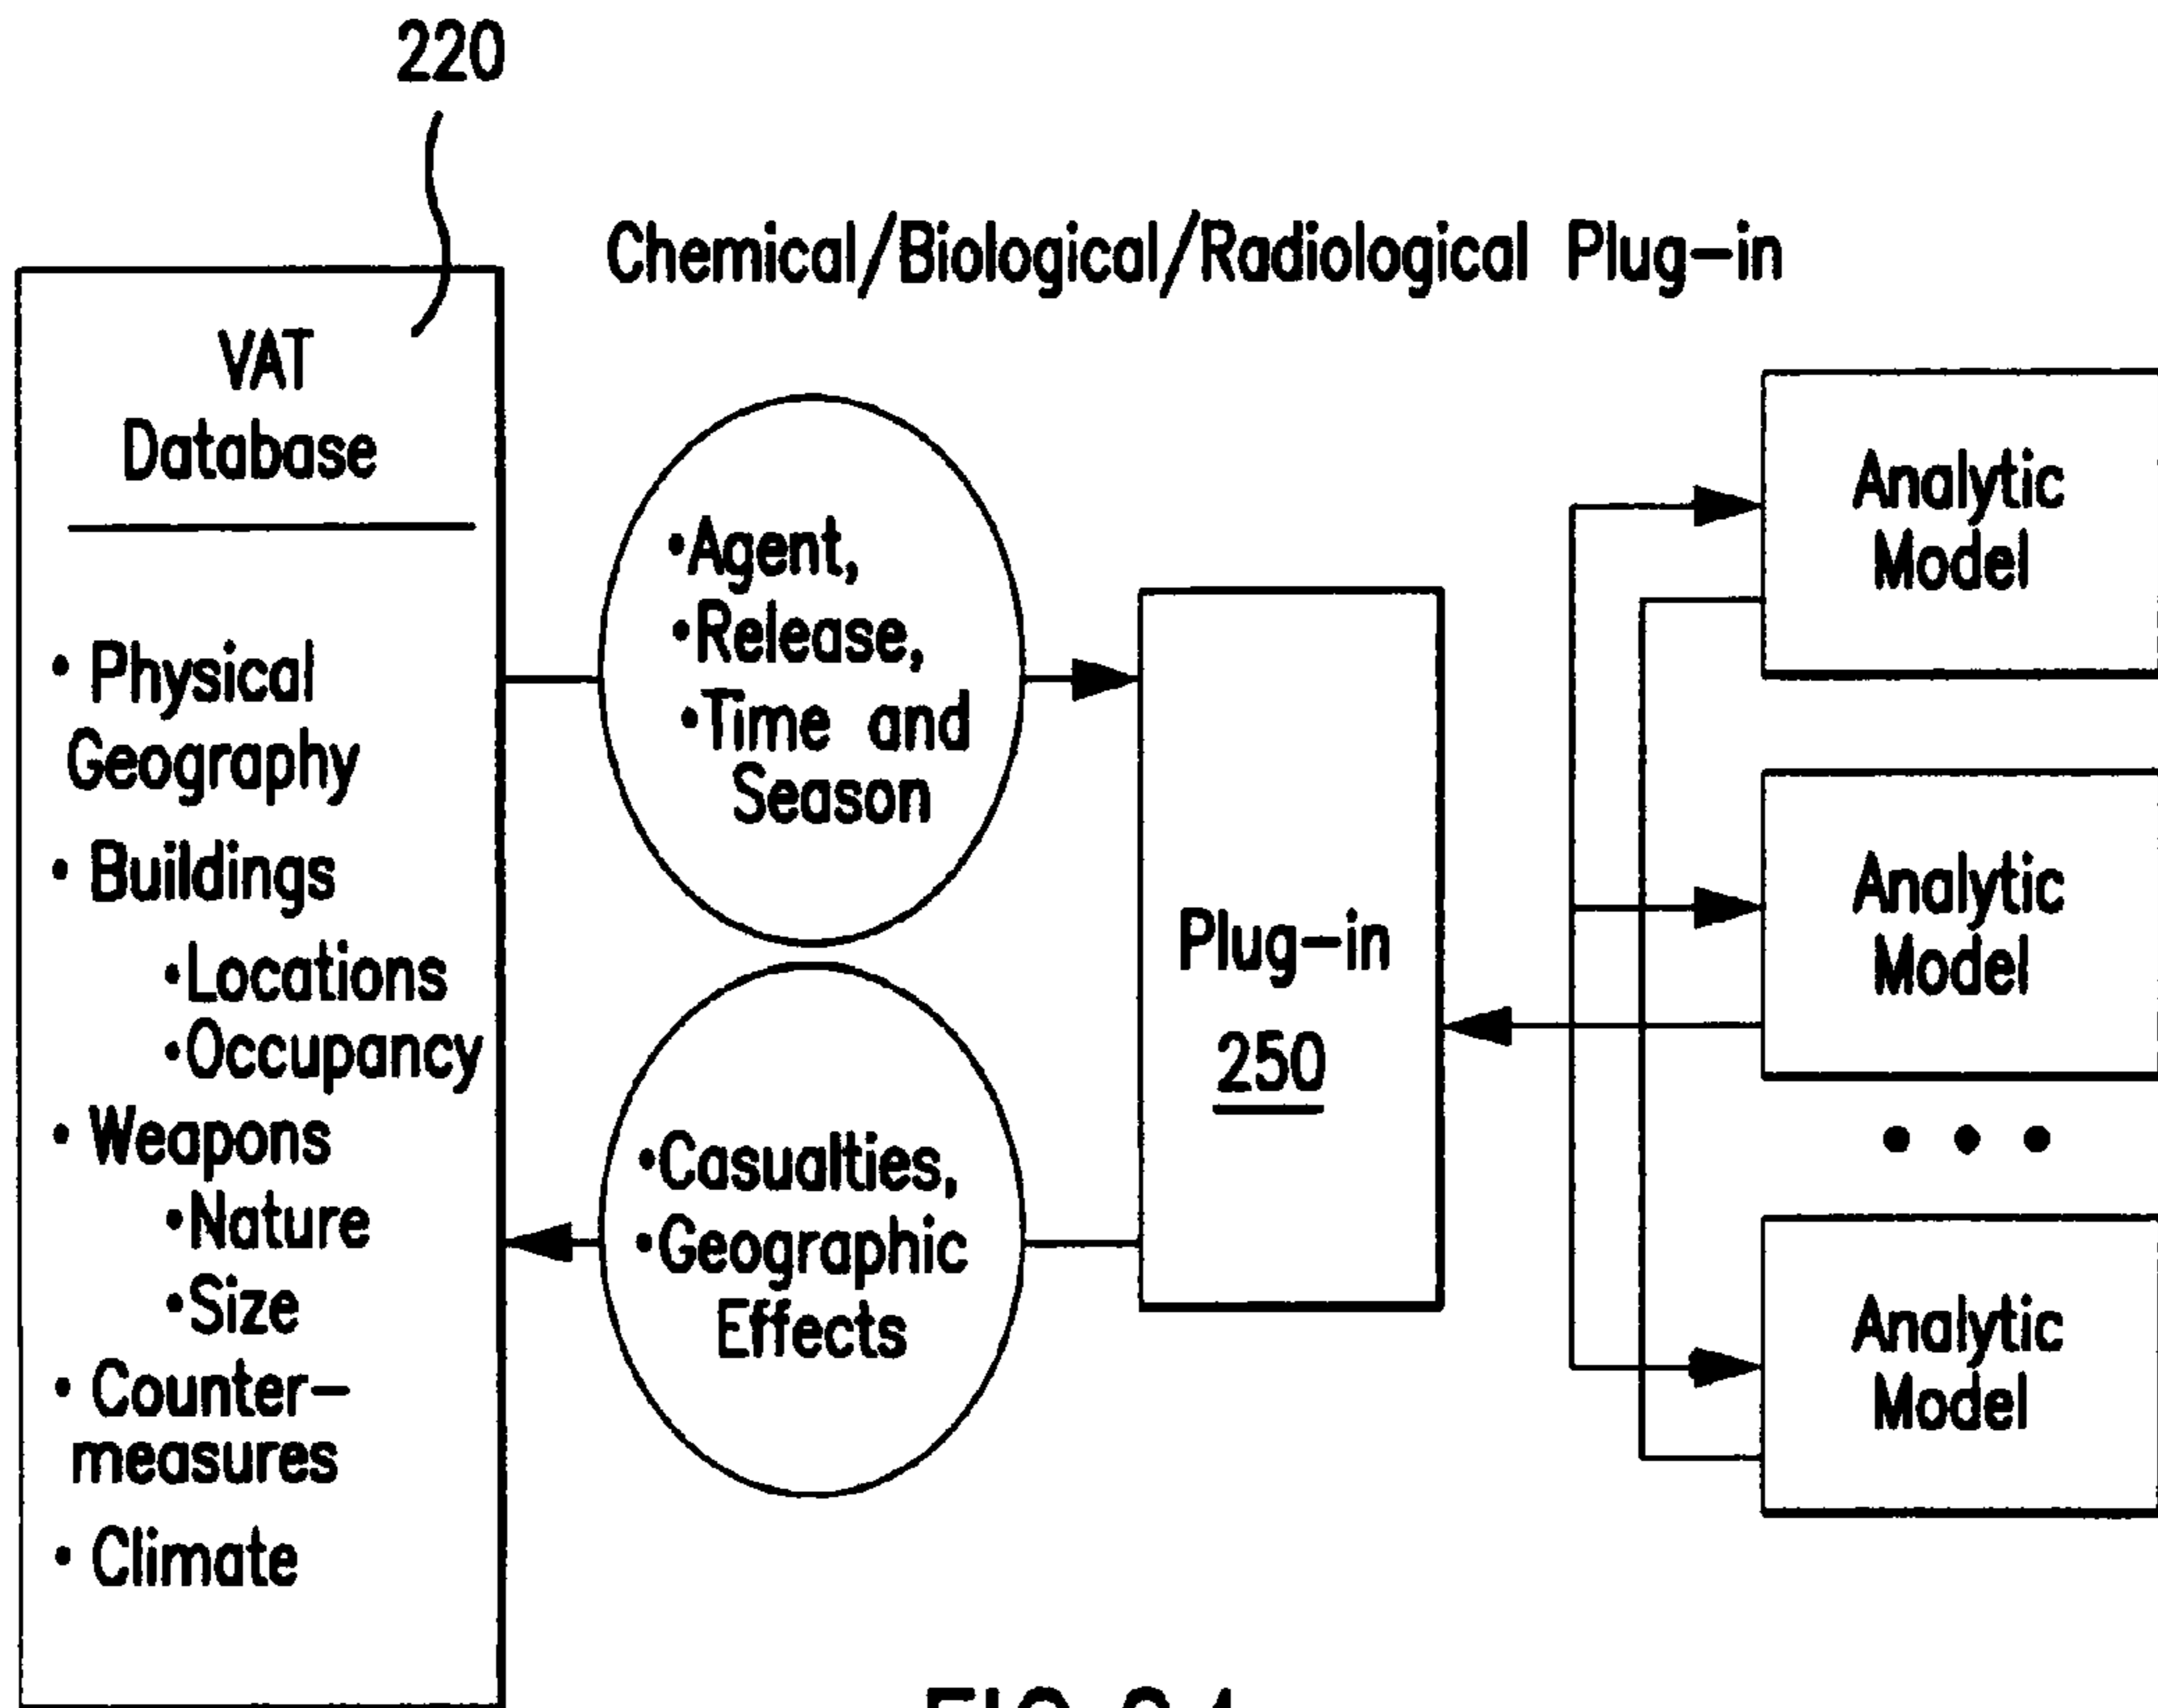 220
Chemical/Biological/Radiological Plug-in
VAT
Database
• Physical
Geography
• Buildings
•Locations
•Occupancy
• Weapons
•Nature
•Size
• Counter-
measures
• Climate
•Agent,
•Release,
•Time and
Season
•Casualties,
•Geographic
Effects
Plug-in
250
Analytic
Model
Analytic
Model
• • •
Analytic
Model